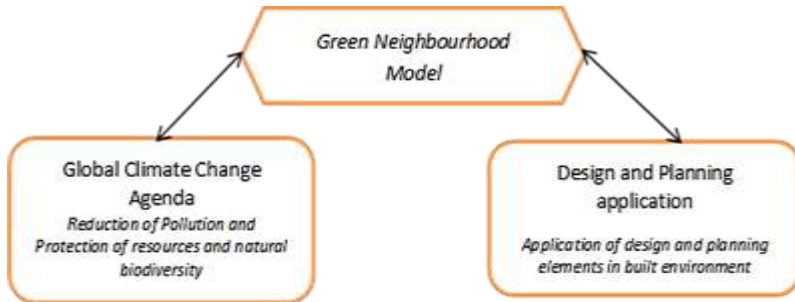 Green Neighbourhood
Model
Global Climate Change
Agenda
Reduction of Pollution and
Protection of resources and natural
biodiversity
Design and Planning
application
Application of design and planning
elements in built environment